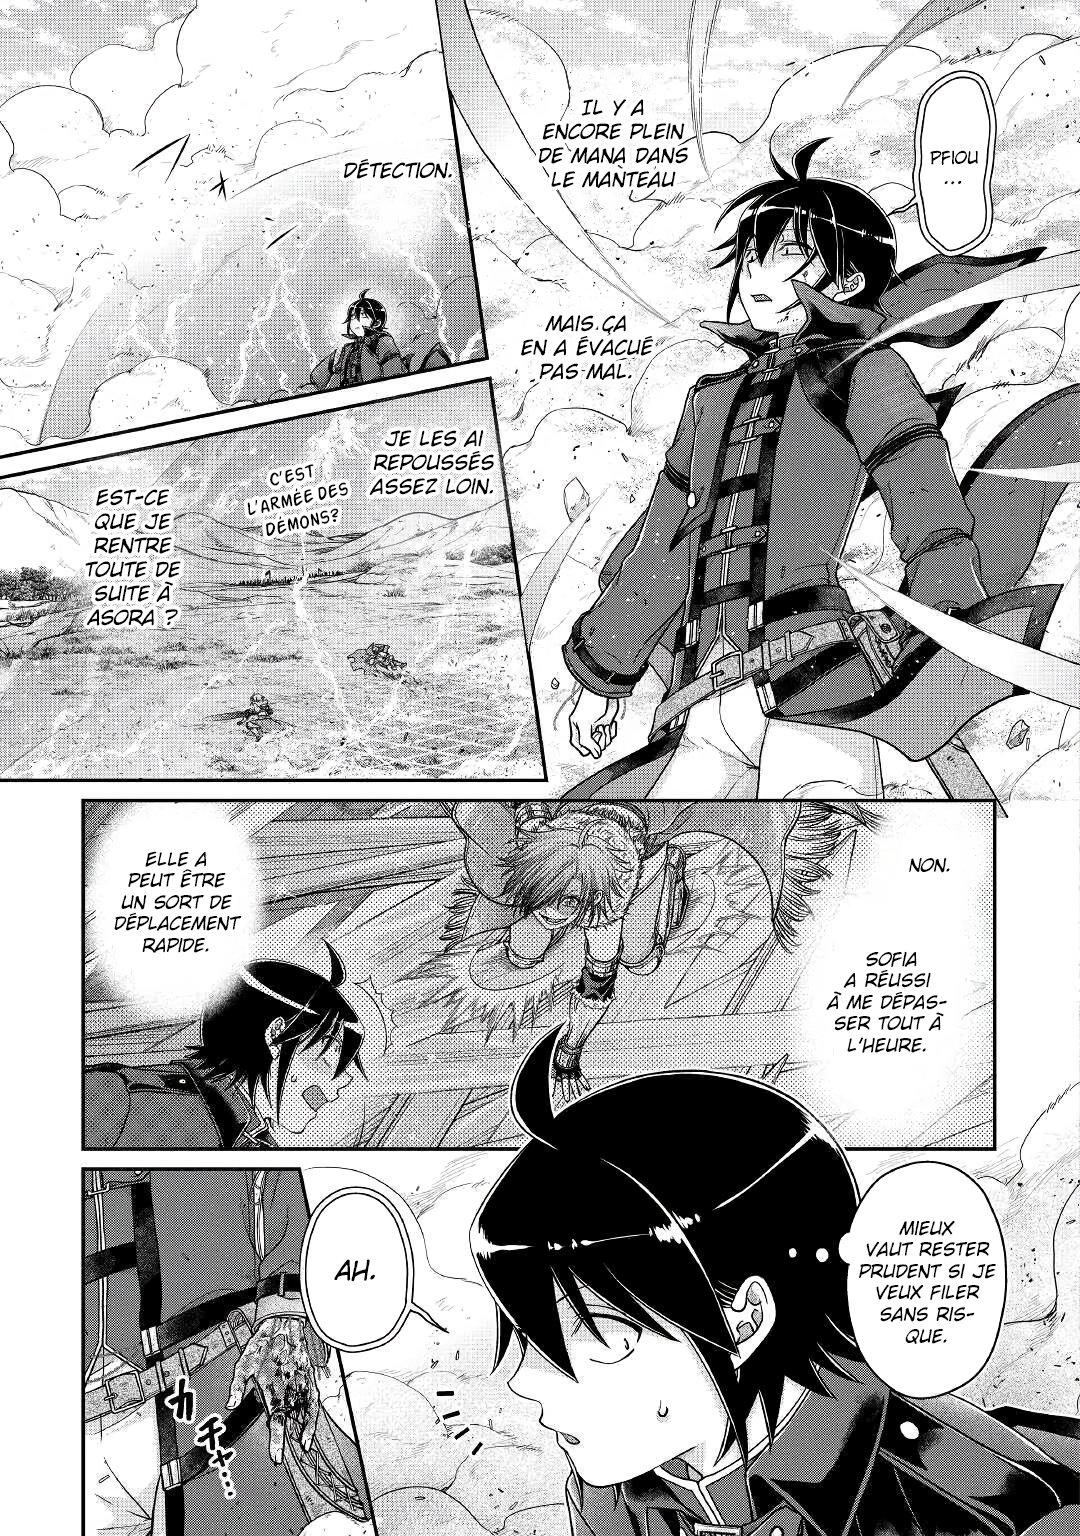 PFIOU
...
IL Y A
ENCORE PLEIN
DE MANA DANS
LE MANTEAU
MAIS ÇA
EN A ÉVACUÉ
PAS MAL.
DÉTECTION.
JE LES AI
REPOUSSÉS
ASSEZ LOIN.
C'EST
L'ARMÉE DES
DÉMONS?
EST-CE
QUE JE
RENTRE
TOUTE DE
SUITE À
ASORA ?
NON.
SOFIA
A RÉUSSI
À ME DÉPAS-
SER TOUT À
L'HEURE.
ELLE A
PEUT ÊTRE
UN SORT DE
DÉPLACEMENT
RAPIDE.
MIEUX
VAUT RESTER
PRUDENT SI JE
VEUX FILER
SANS RIS-
QUE.
AH.
カ
チャ…